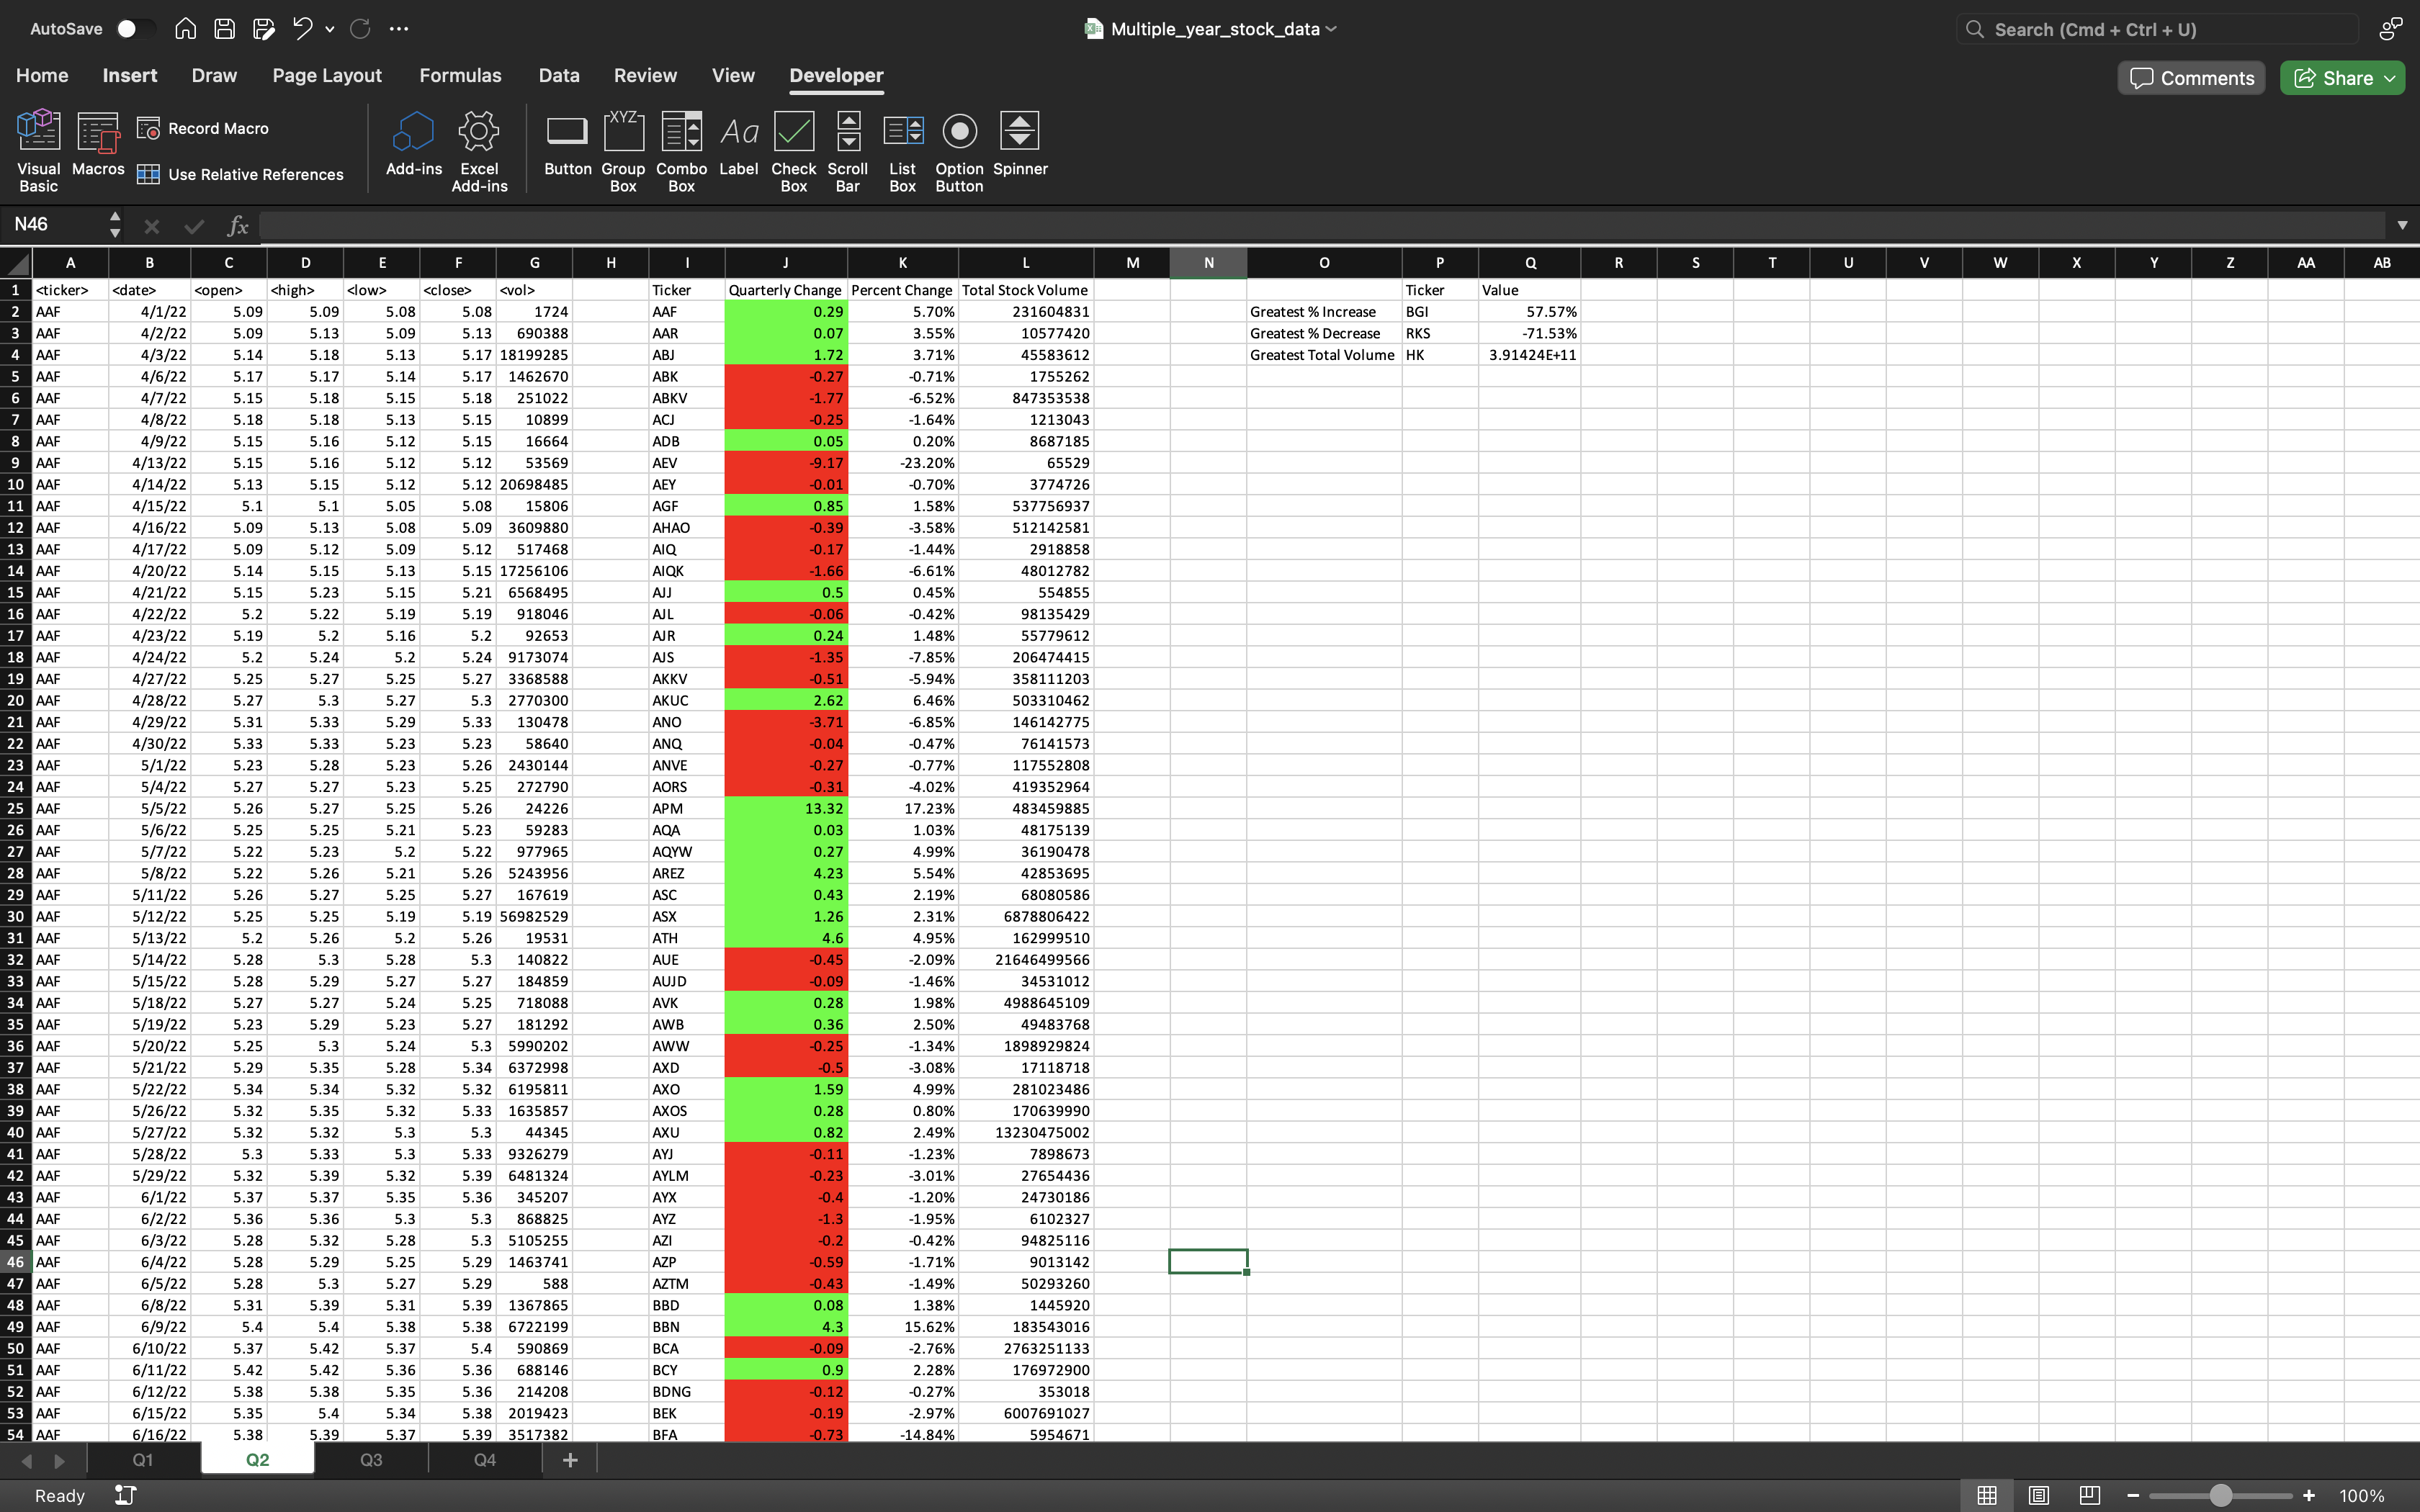 AutoSave Multiple_year_stock_data Search (Cmd + Ctrl + U)
Home Insert Draw Page Layout Formulas Data Review View Developer Comments Share
Visual Basic Macros Record Macro Use Relative References Add-ins Excel Add-ins Button XYZ Group Box Combo Box Aa Label Check Box Scroll Bar List Box Option Button Spinner
N46 fx
A B C D E F G H I J K L M N O P Q R S T U V W X Y Z AA AB
1 <ticker> <date> <open> <high> <low> <close> <vol> Ticker Quarterly Change Percent Change Total Stock Volume Ticker Value
2 AAF 4/1/22 5.09 5.09 5.08 5.08 1724 AAF 0.29 5.70% 231604831 Greatest % Increase BGI 57.57%
3 AAF 4/2/22 5.09 5.13 5.09 5.13 690388 AAR 0.07 3.55% 10577420 Greatest % Decrease RKS -71.53%
4 AAF 4/3/22 5.14 5.18 5.13 5.17 18199285 ABJ 1.72 3.71% 45583612 Greatest Total Volume HK 3.91424E+11
5 AAF 4/6/22 5.17 5.17 5.14 5.17 1462670 ABK -0.27 -0.71% 1755262
6 AAF 4/7/22 5.15 5.18 5.15 5.18 251022 ABKV -1.77 -6.52% 847353538
7 AAF 4/8/22 5.18 5.18 5.13 5.15 10899 ACJ -0.25 -1.64% 1213043
8 AAF 4/9/22 5.15 5.16 5.12 5.15 16664 ADB 0.05 0.20% 8687185
9 AAF 4/13/22 5.15 5.16 5.12 5.12 53569 AEV -9.17 -23.20% 65529
10 AAF 4/14/22 5.13 5.15 5.12 5.12 20698485 AEY -0.01 -0.70% 3774726
11 AAF 4/15/22 5.1 5.1 5.05 5.08 15806 AGF 0.85 1.58% 537756937
12 AAF 4/16/22 5.09 5.13 5.08 5.09 3609880 AHAO -0.39 -3.58% 512142581
13 AAF 4/17/22 5.09 5.12 5.09 5.12 517468 AIQ -0.17 -1.44% 2918858
14 AAF 4/20/22 5.14 5.15 5.13 5.15 17256106 AIQK -1.66 -6.61% 48012782
15 AAF 4/21/22 5.15 5.23 5.15 5.21 6568495 AJJ 0.5 0.45% 554855
16 AAF 4/22/22 5.2 5.22 5.19 5.19 918046 AJL -0.06 -0.42% 98135429
17 AAF 4/23/22 5.19 5.2 5.16 5.2 92653 AJR 0.24 1.48% 55779612
18 AAF 4/24/22 5.2 5.24 5.2 5.24 9173074 AJS -1.35 -7.85% 206474415
19 AAF 4/27/22 5.25 5.27 5.25 5.27 3368588 AKKV -0.51 -5.94% 358111203
20 AAF 4/28/22 5.27 5.3 5.27 5.3 2770300 AKUC 2.62 6.46% 503310462
21 AAF 4/29/22 5.31 5.33 5.29 5.33 130478 ANO -3.71 -6.85% 146142775
22 AAF 4/30/22 5.33 5.33 5.23 5.23 58640 ANQ -0.04 -0.47% 76141573
23 AAF 5/1/22 5.23 5.28 5.23 5.26 2430144 ANVE -0.27 -0.77% 117552808
24 AAF 5/4/22 5.27 5.27 5.23 5.25 272790 AORS -0.31 -4.02% 419352964
25 AAF 5/5/22 5.26 5.27 5.25 5.26 24226 APM 13.32 17.23% 483459885
26 AAF 5/6/22 5.25 5.25 5.21 5.23 59283 AQA 0.03 1.03% 48175139
27 AAF 5/7/22 5.22 5.23 5.2 5.22 977965 AQYW 0.27 4.99% 36190478
28 AAF 5/8/22 5.22 5.26 5.21 5.26 5243956 AREZ 4.23 5.54% 42853695
29 AAF 5/11/22 5.26 5.27 5.25 5.27 167619 ASC 0.43 2.19% 68080586
30 AAF 5/12/22 5.25 5.25 5.19 5.19 56982529 ASX 1.26 2.31% 6878806422
31 AAF 5/13/22 5.2 5.26 5.2 5.26 19531 ATH 4.6 4.95% 162999510
32 AAF 5/14/22 5.28 5.3 5.28 5.3 140822 AUE -0.45 -2.09% 21646499566
33 AAF 5/15/22 5.28 5.29 5.27 5.27 184859 AUJD -0.09 -1.46% 34531012
34 AAF 5/18/22 5.27 5.27 5.24 5.25 718088 AVK 0.28 1.98% 4988645109
35 AAF 5/19/22 5.23 5.29 5.23 5.27 181292 AWB 0.36 2.50% 49483768
36 AAF 5/20/22 5.25 5.3 5.24 5.3 5990202 AWW -0.25 -1.34% 1898929824
37 AAF 5/21/22 5.29 5.35 5.28 5.34 6372998 AXD -0.5 -3.08% 17118718
38 AAF 5/22/22 5.34 5.34 5.32 5.32 6195811 AXO 1.59 4.99% 281023486
39 AAF 5/26/22 5.32 5.35 5.32 5.33 1635857 AXOS 0.28 0.80% 170639990
40 AAF 5/27/22 5.32 5.32 5.3 5.3 44345 AXU 0.82 2.49% 13230475002
41 AAF 5/28/22 5.3 5.33 5.3 5.33 9326279 AYJ -0.11 -1.23% 7898673
42 AAF 5/29/22 5.32 5.39 5.32 5.39 6481324 AYLM -0.23 -3.01% 27654436
43 AAF 6/1/22 5.37 5.37 5.35 5.36 345207 AYX -0.4 -1.20% 24730186
44 AAF 6/2/22 5.36 5.36 5.3 5.3 868825 AYZ -1.3 -1.95% 6102327
45 AAF 6/3/22 5.28 5.32 5.28 5.3 5105255 AZI -0.2 -0.42% 94825116
46 AAF 6/4/22 5.28 5.29 5.25 5.29 1463741 AZP -0.59 -1.71% 9013142
47 AAF 6/5/22 5.28 5.3 5.27 5.29 588 AZTM -0.43 -1.49% 50293260
48 AAF 6/8/22 5.31 5.39 5.31 5.39 1367865 BBD 0.08 1.38% 1445920
49 AAF 6/9/22 5.4 5.4 5.38 5.38 6722199 BBN 4.3 15.62% 183543016
50 AAF 6/10/22 5.37 5.42 5.37 5.4 590869 BCA -0.09 -2.76% 2763251133
51 AAF 6/11/22 5.42 5.42 5.36 5.36 688146 BCY 0.9 2.28% 176972900
52 AAF 6/12/22 5.38 5.38 5.35 5.36 214208 BDNG -0.12 -0.27% 353018
53 AAF 6/15/22 5.35 5.4 5.34 5.38 2019423 BEK -0.19 -2.97% 6007691027
54 AAF 6/16/22 5.38 5.39 5.37 5.39 3517382 BFA -0.73 -14.84% 5954671
Q1 Q2 Q3 Q4 +
Ready 100%